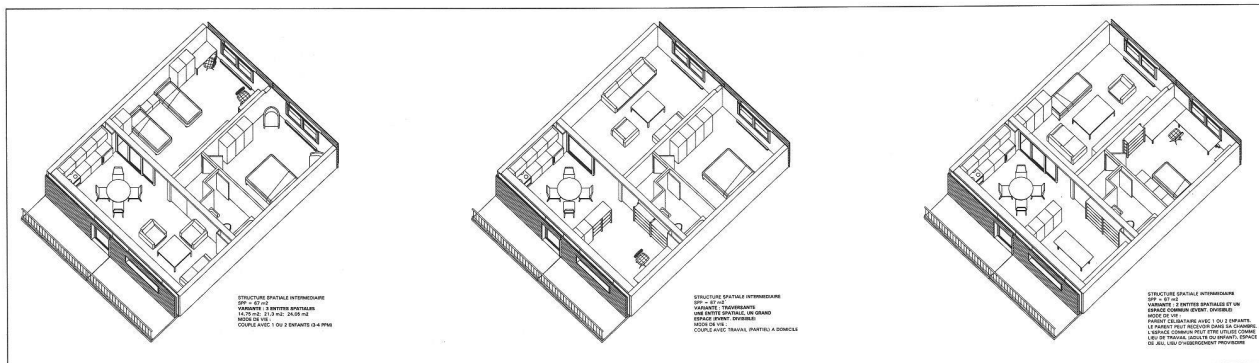 STRUCTURE SPATIALE INTERMEDIAIRE
SPF = 67 m2
VARIANTE : 3 ENTITES SPATIALES
14,75 m2; 21,3 m2; 24,05 m2
MODE DE VIE :
COUPLE AVEC 1 OU 2 ENFANTS (3-4 PPM)
STRUCTURE SPATIALE INTERMEDIAIRE
SPF = 67 m2
VARIANTE : TRAVERSANTE
UNE ENTITE SPATIALE, UN GRAND
ESPACE (EVENT. DIVISIBLE)
MODE DE VIE :
COUPLE AVEC TRAVAIL (PARTIEL) A DOMICILE
STRUCTURE SPATIALE INTERMEDIAIRE
SPF = 67 m2
VARIANTE : 2 ENTITES SPATIALES ET UN
ESPACE COMMUN (EVENT. DIVISIBLE)
MODE DE VIE :
PARENT CELIBATAIRE AVEC 1 OU 2 ENFANTS.
LE PARENT PEUT RECEVOIR DANS SA CHAMBRE.
L'ESPACE COMMUN PEUT ETRE UTILISE COMME
LIEU DE TRAVAIL (ADULTE OU ENFANT), ESPACE
DE JEU, LIEU D'HEBERGEMENT PROVISOIRE